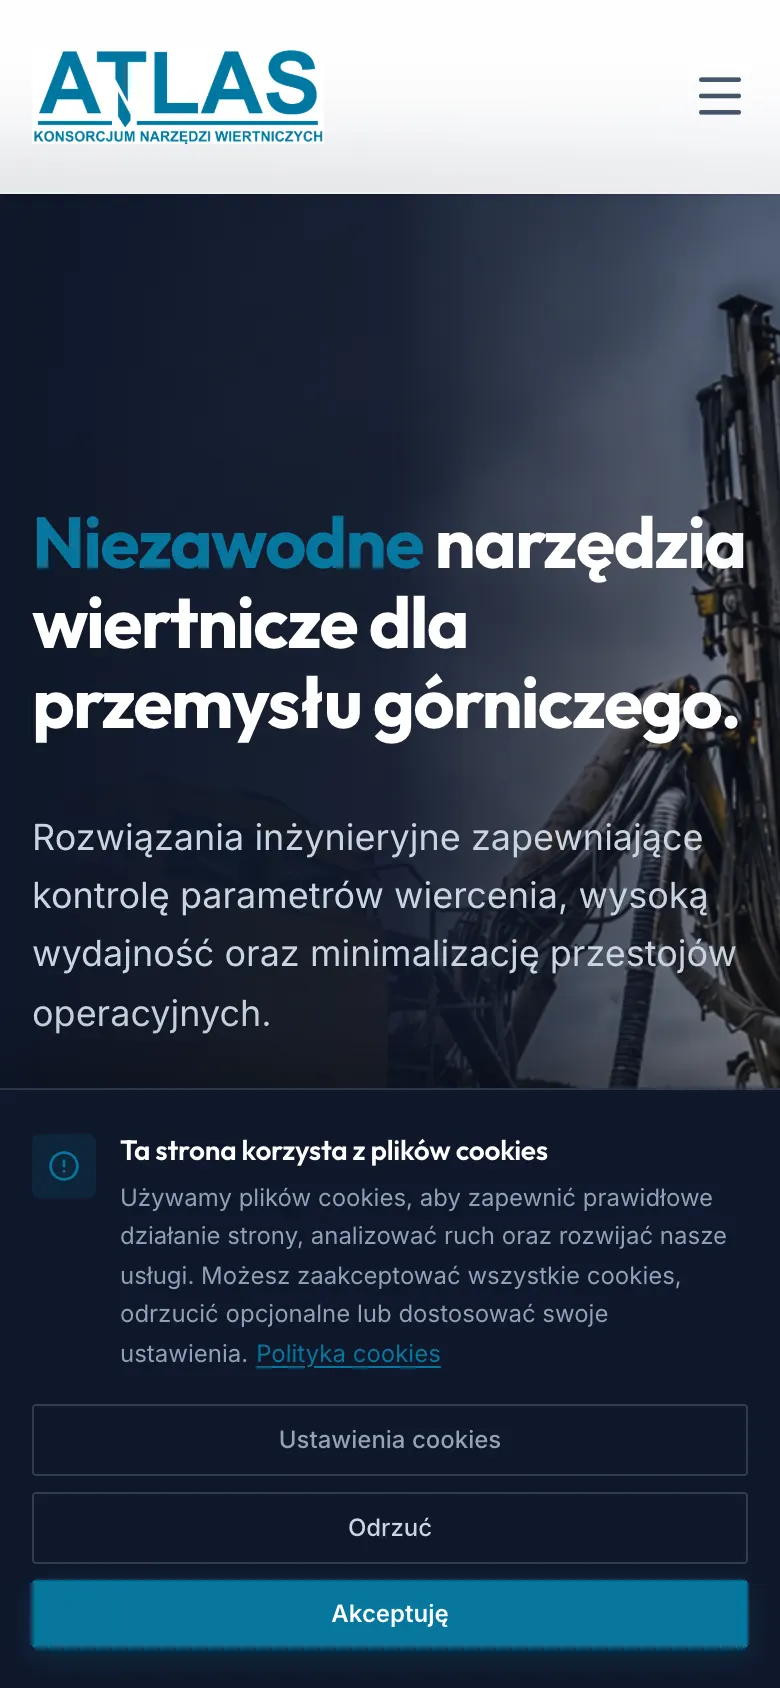 ATLAS
KONSORCJUM NARZĘDZI WIERTNICZYCH
Niezawodne narzędzia
wiertnicze dla
przemysłu górniczego.
Rozwiązania inżynieryjne zapewniające
kontrolę parametrów wiercenia, wysoką
wydajność oraz minimalizację przestojów
operacyjnych.
Ta strona korzysta z plików cookies
Używamy plików cookies, aby zapewnić prawidłowe
działanie strony, analizować ruch oraz rozwijać nasze
usługi. Możesz zaakceptować wszystkie cookies,
odrzucić opcjonalne lub dostosować swoje
ustawienia. Polityka cookies
Ustawienia cookies
Odrzuć
Akceptuję